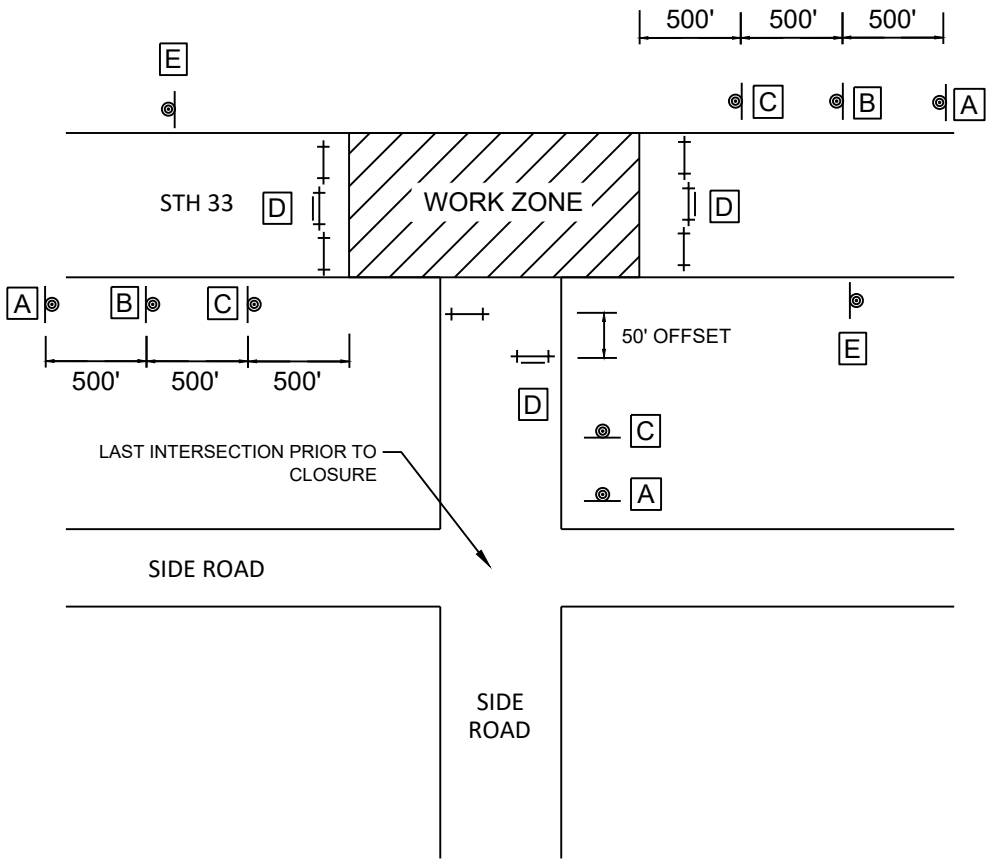 500' 500' 500'
E
C B A
STH 33 D WORK ZONE D
A B C
50' OFFSET
E
500' 500' 500'
D
C
LAST INTERSECTION PRIOR TO
CLOSURE
A
SIDE ROAD
SIDE
ROAD